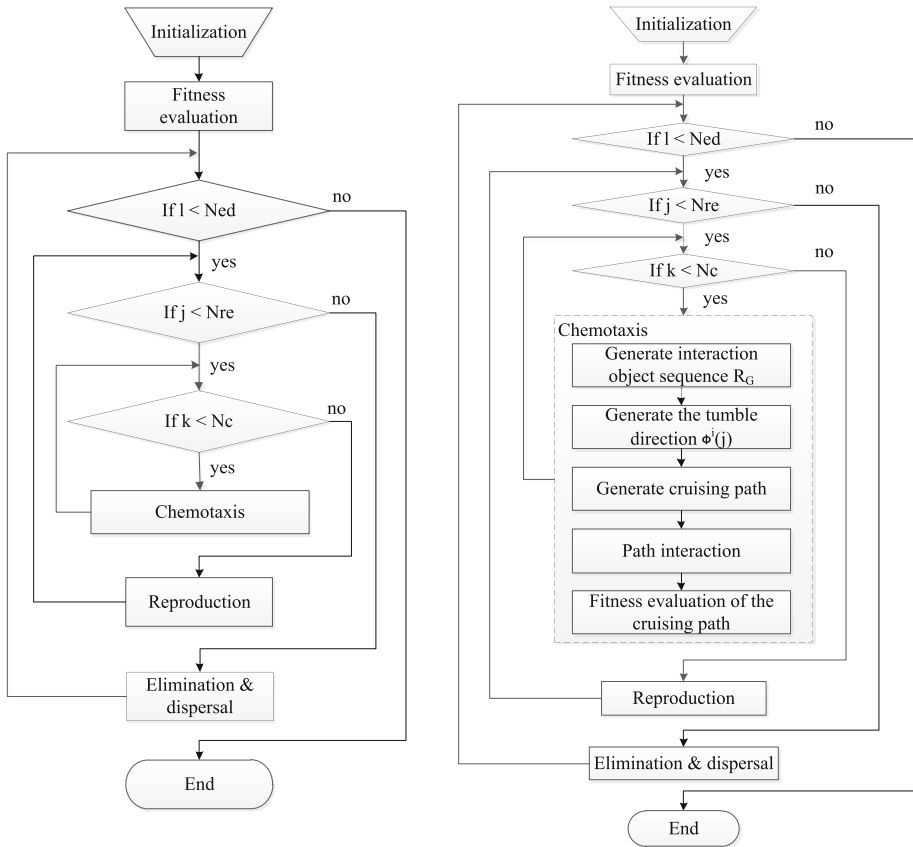 Initialization
Fitness
evaluation
If l < Ned
no
yes
If j < Nre
no
yes
If k < Nc
no
yes
Chemotaxis
Reproduction
Elimination &
dispersal
End
Initialization
Fitness evaluation
If l < Ned
no
yes
If j < Nre
no
yes
If k < Nc
no
yes
Chemotaxis
Generate interaction
object sequence R_G
Generate the tumble
direction ϕ^i(j)
Generate cruising path
Path interaction
Fitness evaluation of the
cruising path
Reproduction
Elimination & dispersal
End